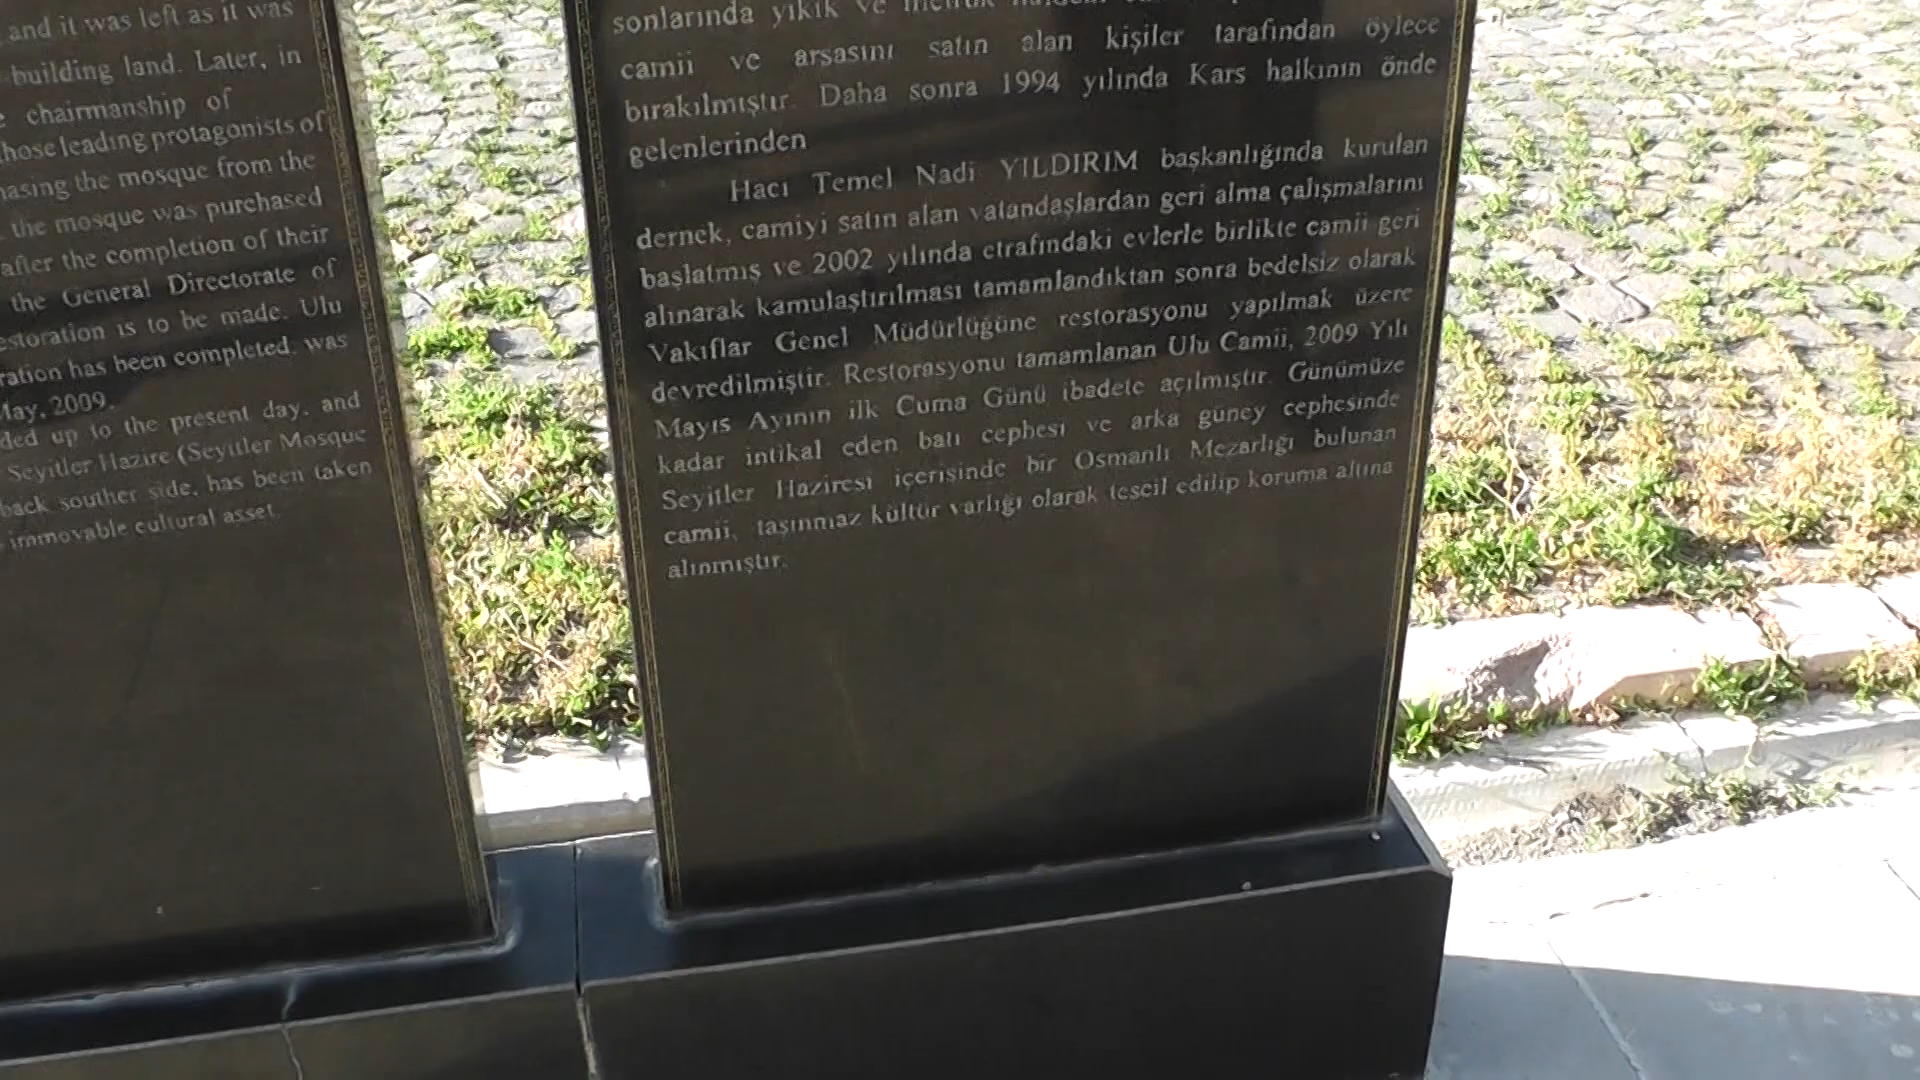 and it was left as it was
building land. Later, in
chairmanship of
those leading protagonists of
the mosque from the
the mosque was purchased
after the completion of their
the General Directorate of
restoration is to be made. Ulu
has been completed, was
May, 2009.
up to the present day, and
Seyitler Hazire (Seyitler Mosque
back souther side, has been taken
immovable cultural asset.
sonlarında yıkık ve
camii ve arsasını satın alan kişiler tarafından öylece
bırakılmıştır. Daha sonra 1994 yılında Kars halkının önde
gelenlerinden
Hacı Temel Nadi YILDIRIM başkanlığında kurulan
dernek, camiyi satın alan vatandaşlardan geri alma çalışmalarını
başlatmış ve 2002 yılında etrafındaki evlerle birlikte camii geri
alınarak kamulaştırılması tamamlandıktan sonra bedelsiz olarak
Vakıflar Genel Müdürlüğüne restorasyonu yapılmak üzere
devredilmiştir. Restorasyonu tamamlanan Ulu Camii, 2009 Yılı
Mayıs Ayının ilk Cuma Günü ibadete açılmıştır. Günümüze
kadar intikal eden batı cephesi ve arka güney cephesinde
Seyitler Haziresi içerisinde bir Osmanlı Mezarlığı bulunan
camii, taşınmaz kültür varlığı olarak tescil edilip koruma altına
alınmıştır.